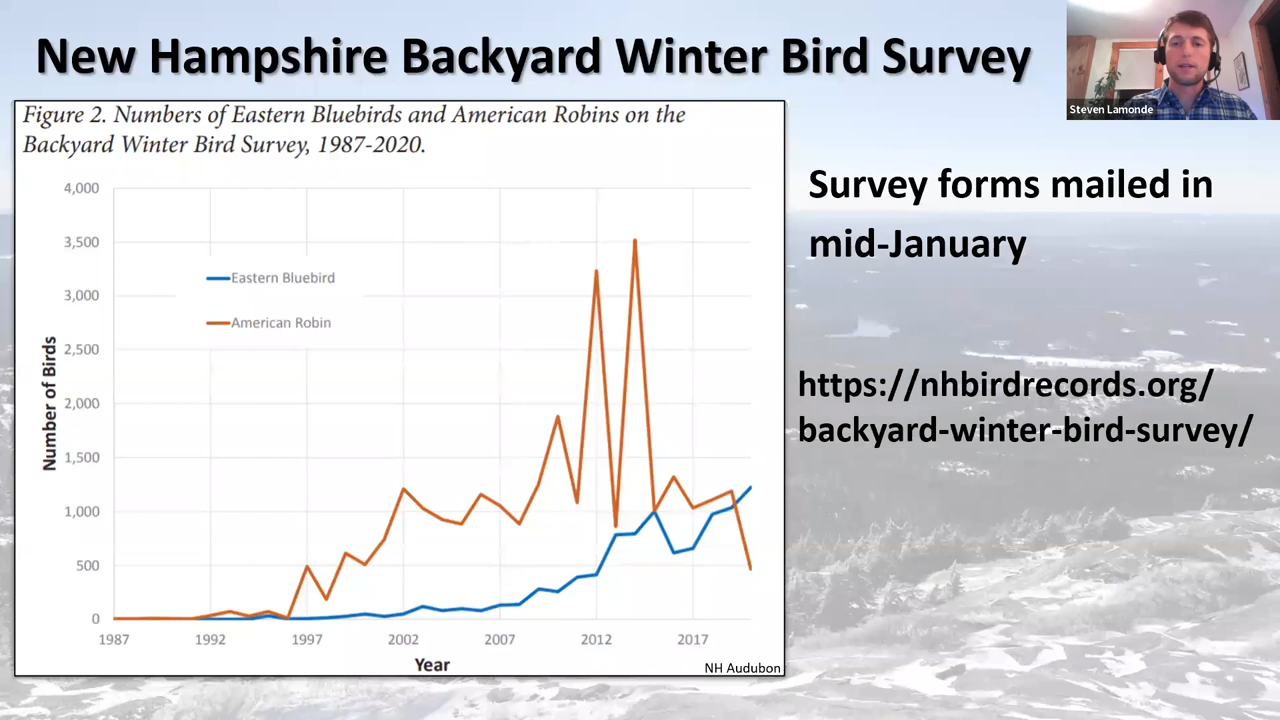 New Hampshire Backyard Winter Bird Survey
Steven Lamonde
Figure 2. Numbers of Eastern Bluebirds and American Robins on the
Backyard Winter Bird Survey, 1987-2020.
4,000
3,500
3,000
2,500
2,000
1,500
1,000
500
0
Number of Birds
Eastern Bluebird
American Robin
1987
1992
1997
2002
2007
2012
2017
Year
NH Audubon
Survey forms mailed in
mid-January
https://nhbirdrecords.org/
backyard-winter-bird-survey/